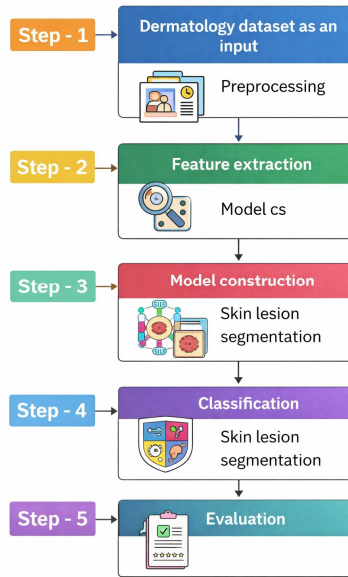 Step - 1
Dermatology dataset as an
input
Preprocessing
Step - 2
Feature extraction
Model cs
Step - 3
Model construction
Skin lesion
segmentation
Step - 4
Classification
Skin lesion
segmentation
Step - 5
Evaluation